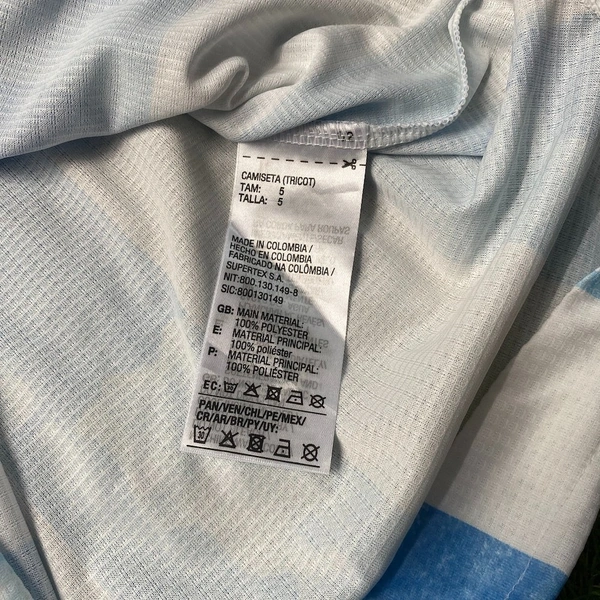 CAMISETA (TRICOT)
TAM: 5
TALLA: 5
MADE IN COLOMBIA /
HECHO EN COLOMBIA
FABRICADO NA COLÔMBIA /
SUPERTEX S.A.
NIT:800.130.149-8
SIC:800130149
GB: MAIN MATERIAL:
100% POLYESTER
E: MATERIAL PRINCIPAL:
100% poliéster
P: MATERIAL PRINCIPAL:
100% POLIÉSTER
EC: 30
PAN/VEN/CHL/PE/MEX/
CR/AR/BR/PY/UY:
30